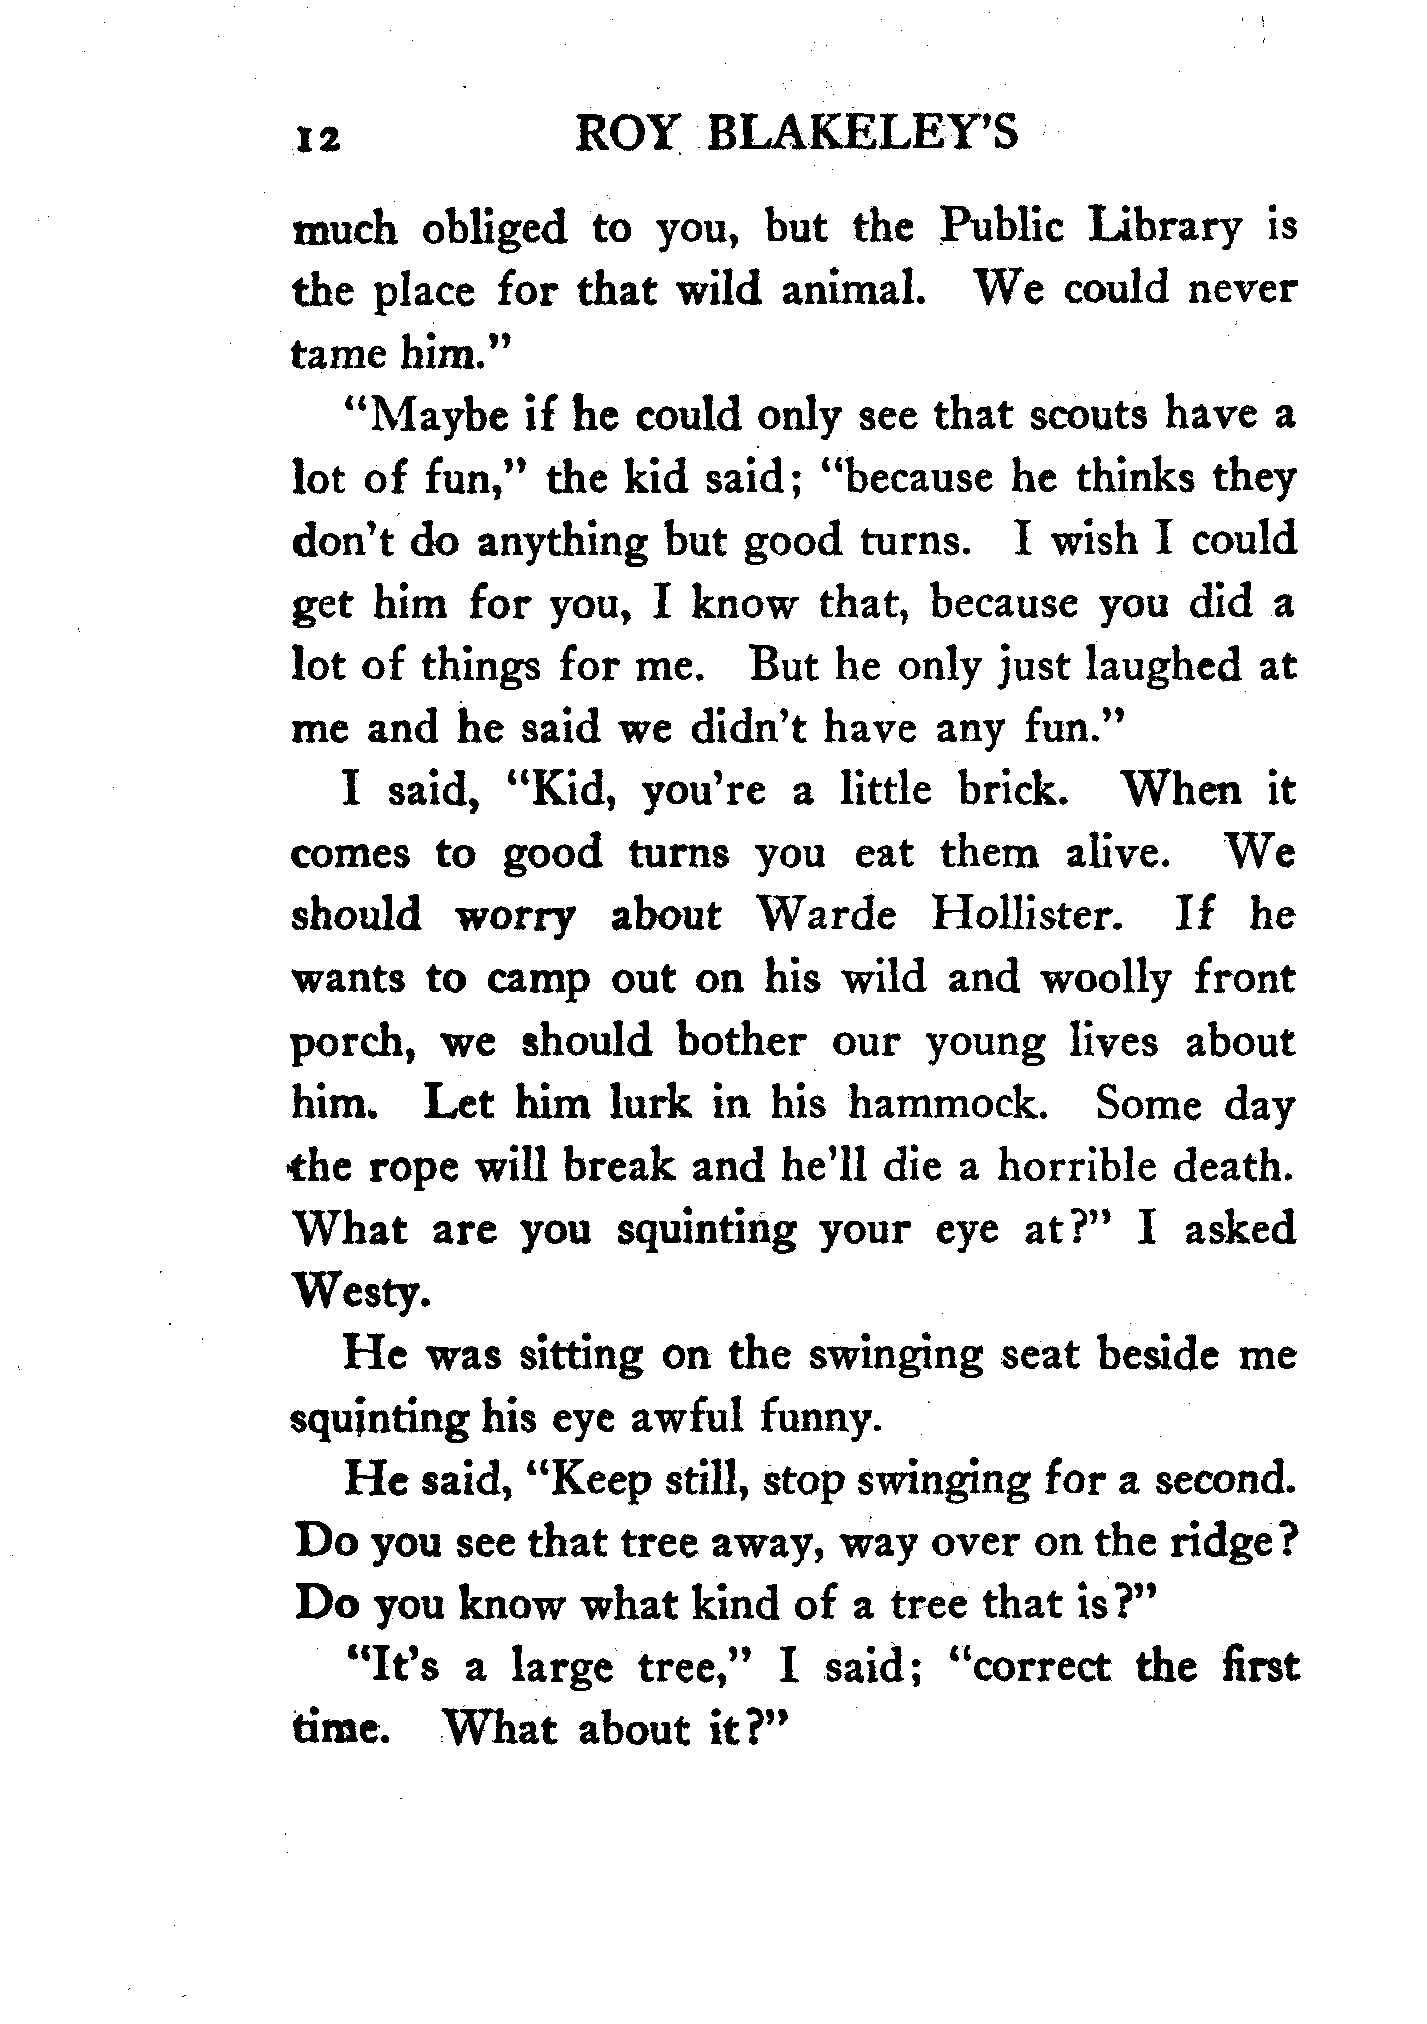 12 ROY BLAKELEY'S
much obliged to you, but the Public Library is
the place for that wild animal. We could never
tame him."
"Maybe if he could only see that scouts have a
lot of fun," the kid said; "because he thinks they
don't do anything but good turns. I wish I could
get him for you, I know that, because you did a
lot of things for me. But he only just laughed at
me and he said we didn't have any fun."
I said, "Kid, you're a little brick. When it
comes to good turns you eat them alive. We
should worry about Warde Hollister. If he
wants to camp out on his wild and woolly front
porch, we should bother our young lives about
him. Let him lurk in his hammock. Some day
the rope will break and he'll die a horrible death.
What are you squinting your eye at?" I asked
Westy.
He was sitting on the swinging seat beside me
squinting his eye awful funny.
He said, "Keep still, stop swinging for a second.
Do you see that tree away, way over on the ridge?
Do you know what kind of a tree that is?"
"It's a large tree," I said; "correct the first
time. What about it?"